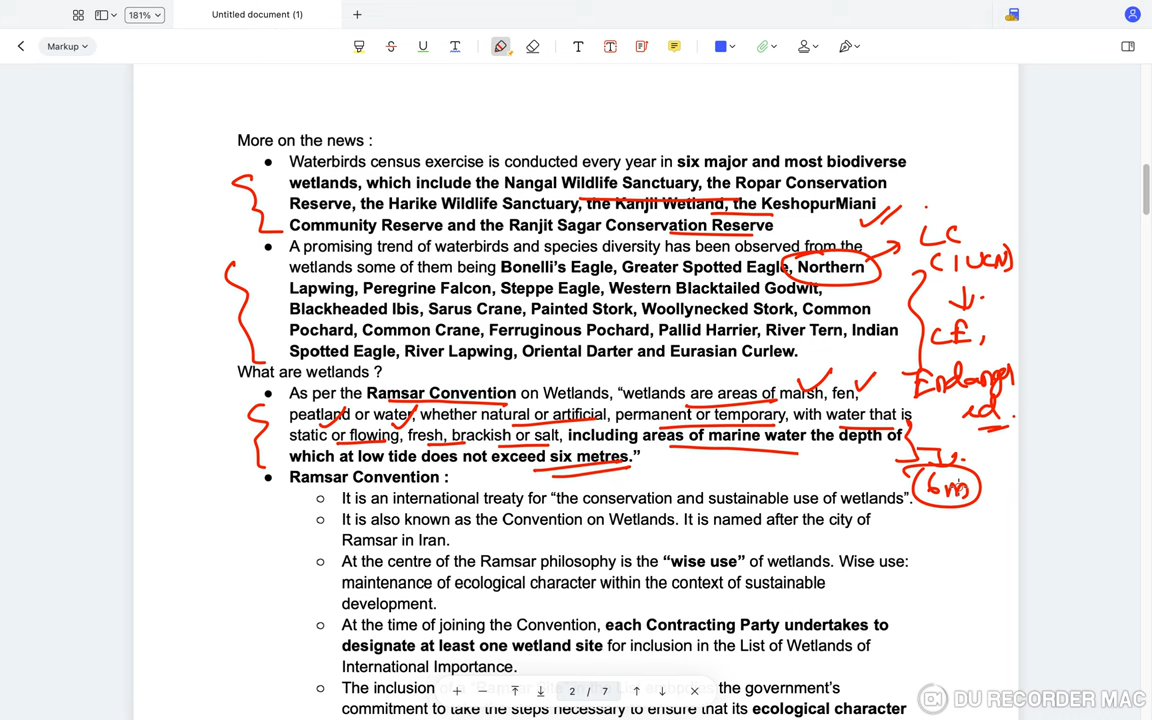 181%
Untitled document (1)
Markup
More on the news :
● Waterbirds census exercise is conducted every year in six major and most biodiverse
wetlands, which include the Nangal Wildlife Sanctuary, the Ropar Conservation
Reserve, the Harike Wildlife Sanctuary, the Kanjli Wetland, the KeshopurMiani
Community Reserve and the Ranjit Sagar Conservation Reserve
● A promising trend of waterbirds and species diversity has been observed from the
wetlands some of them being Bonelli's Eagle, Greater Spotted Eagle, Northern
Lapwing, Peregrine Falcon, Steppe Eagle, Western Blacktailed Godwit,
Blackheaded Ibis, Sarus Crane, Painted Stork, Woollynecked Stork, Common
Pochard, Common Crane, Ferruginous Pochard, Pallid Harrier, River Tern, Indian
Spotted Eagle, River Lapwing, Oriental Darter and Eurasian Curlew.
LC
(IUCN)
CE,
Endanger
ed.
What are wetlands ?
● As per the Ramsar Convention on Wetlands, “wetlands are areas of marsh, fen,
peatland or water, whether natural or artificial, permanent or temporary, with water that is
static or flowing, fresh, brackish or salt, including areas of marine water the depth of
which at low tide does not exceed six metres.”
6m
● Ramsar Convention :
○ It is an international treaty for “the conservation and sustainable use of wetlands”.
○ It is also known as the Convention on Wetlands. It is named after the city of
Ramsar in Iran.
○ At the centre of the Ramsar philosophy is the “wise use” of wetlands. Wise use:
maintenance of ecological character within the context of sustainable
development.
○ At the time of joining the Convention, each Contracting Party undertakes to
designate at least one wetland site for inclusion in the List of Wetlands of
International Importance.
○ The inclusion the government's
commitment to take the steps necessary to ensure that its ecological character
2 / 7
DU RECORDER MAC